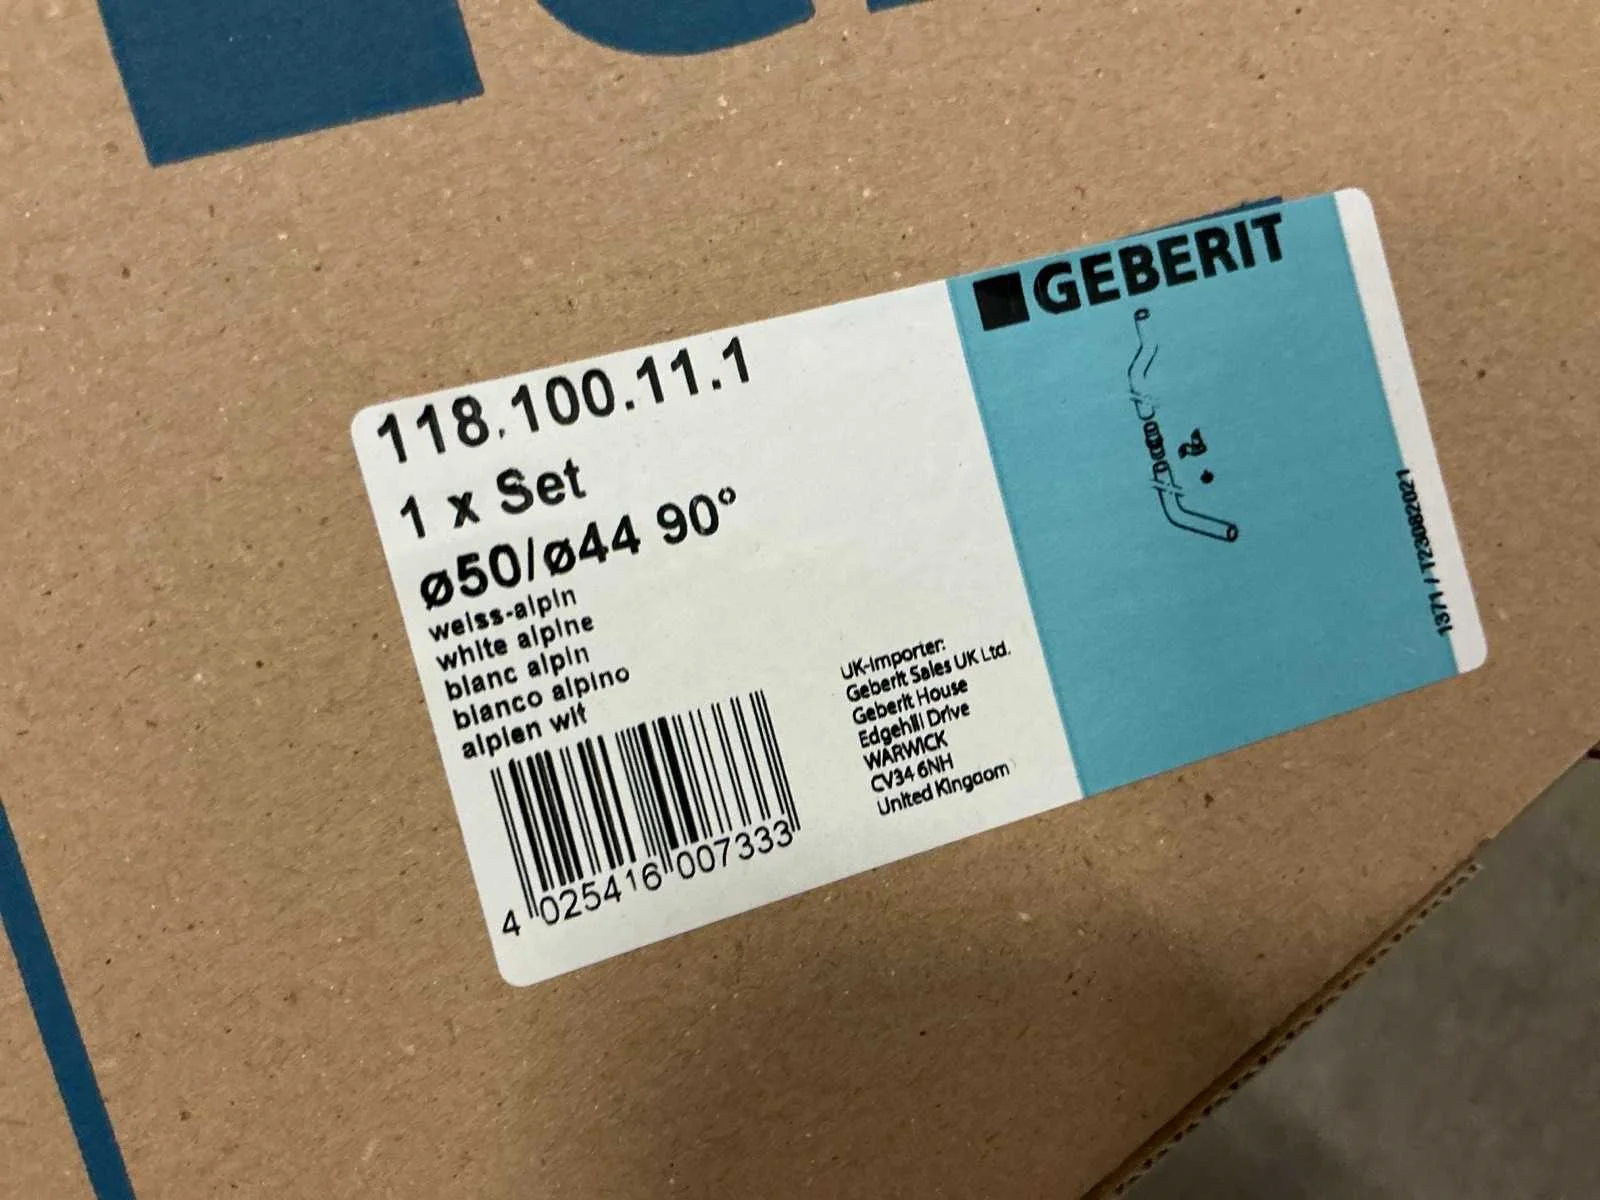 118.100.11.1
1 x Set
ø50/ø44 90°
weiss-alpin
white alpine
blanc alpin
bianco alpino
alpien wit
4 025416 007333
UK-Importer:
Geberit Sales UK Ltd.
Geberit House
Edgehill Drive
WARWICK
CV34 6NH
United Kingdom
GEBERIT
1371 / T23082021